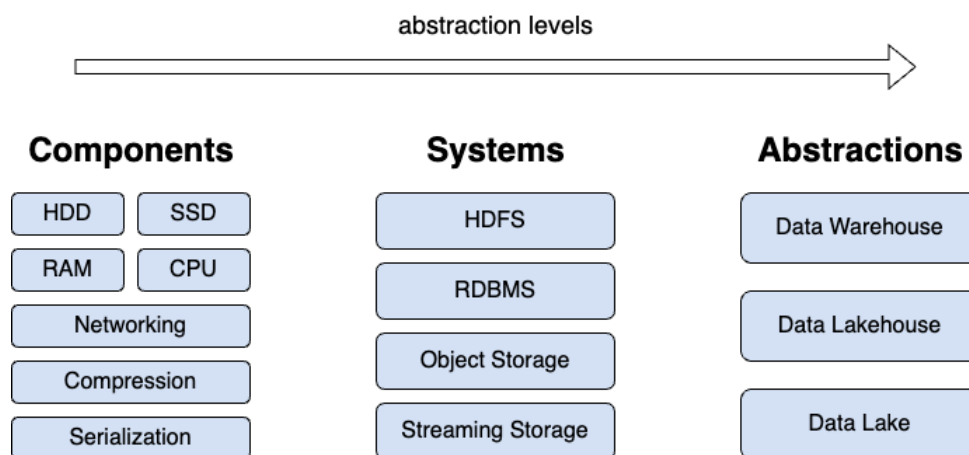 abstraction levels
Components
Systems
Abstractions
HDD
SSD
RAM
CPU
Networking
Compression
Serialization
HDFS
RDBMS
Object Storage
Streaming Storage
Data Warehouse
Data Lakehouse
Data Lake